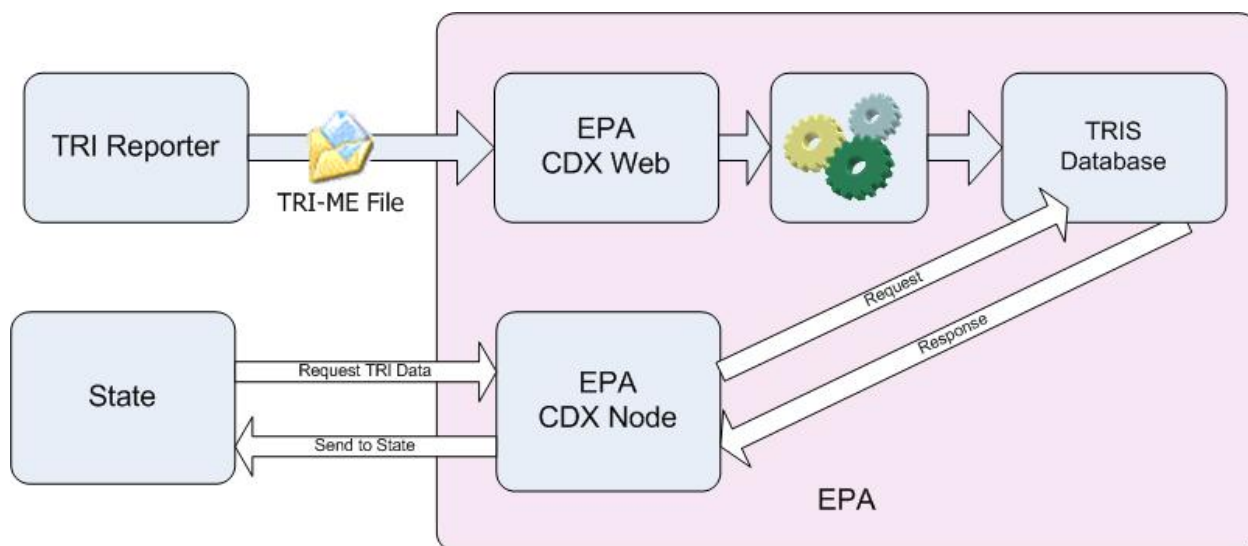 TRI Reporter
TRI-ME File
EPA
CDX Web
TRIS
Database
Request
Response
State
Request TRI Data
Send to State
EPA
CDX Node
EPA